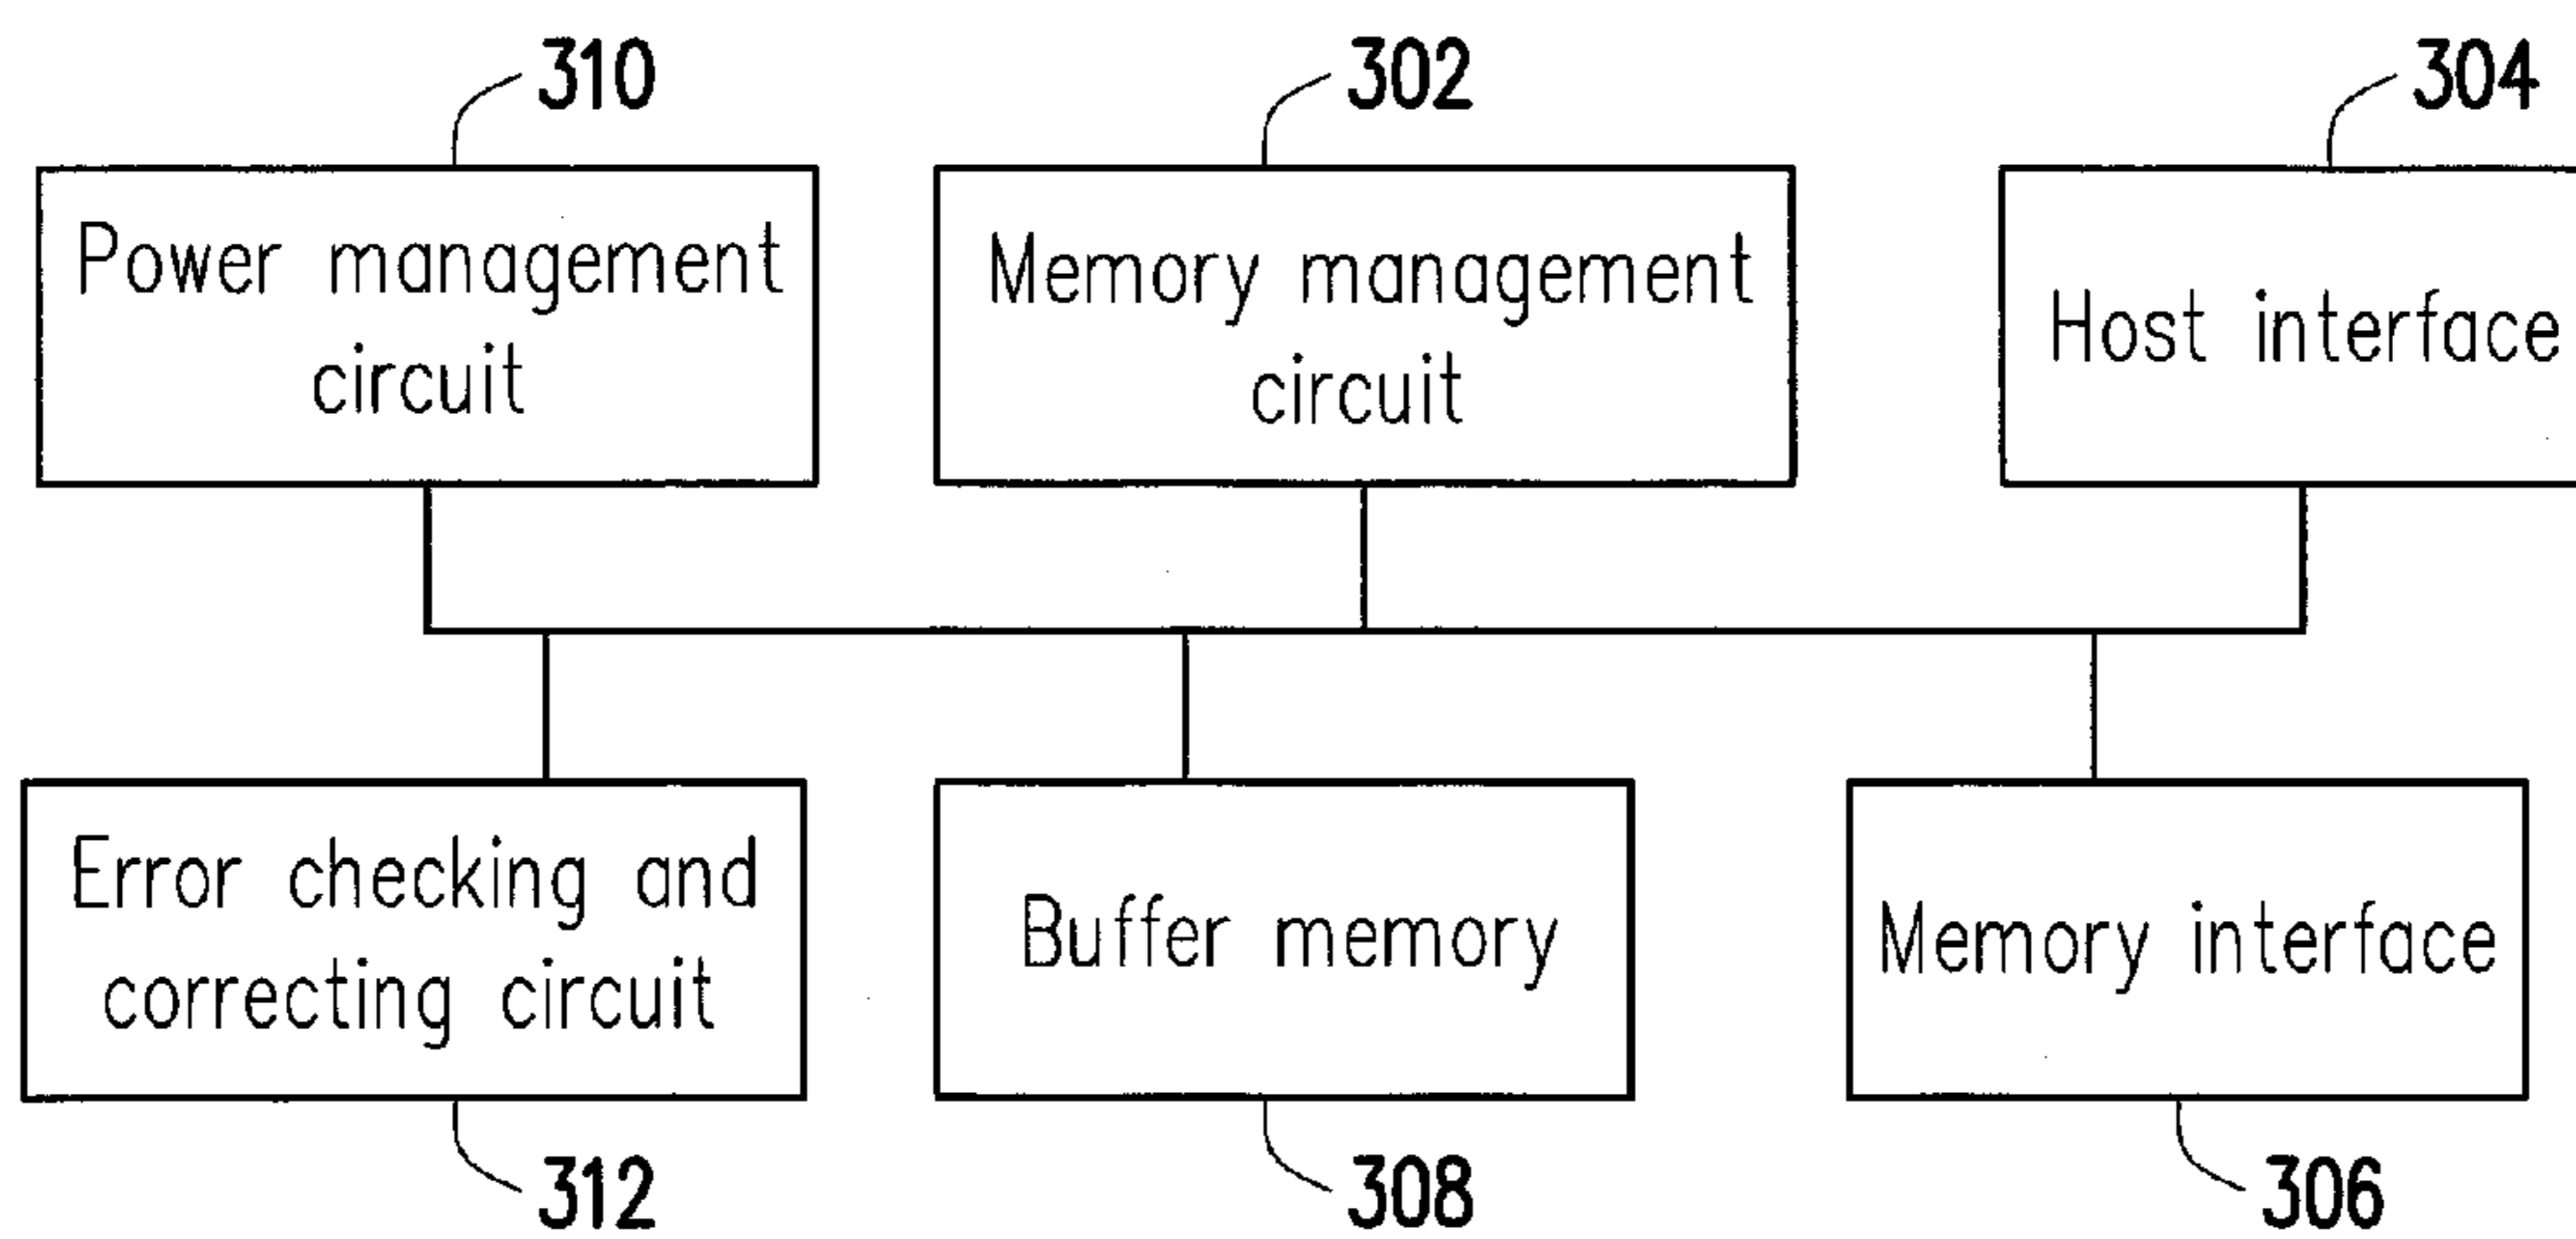 310
302
304
Power management
circuit
Memory management
circuit
Host interface
Error checking and
correcting circuit
Buffer memory
Memory interface
312
308
306